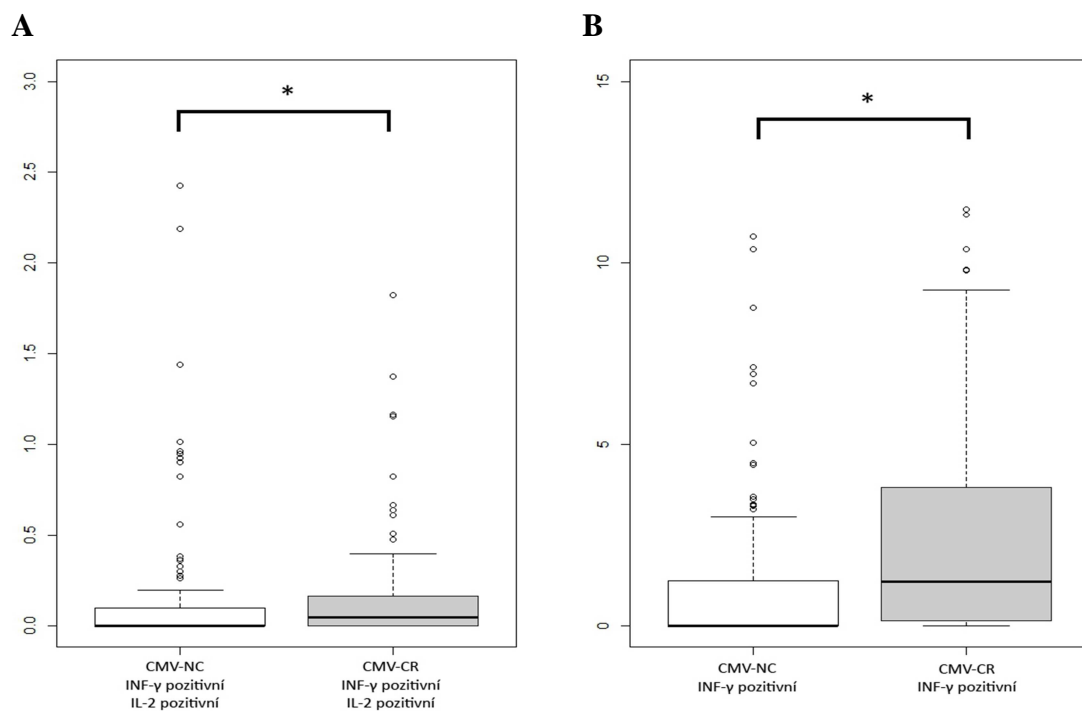 A
B
3.0
2.5
2.0
1.5
1.0
0.5
0.0
*
CMV-NC
INF-γ pozitivní
IL-2 pozitivní
CMV-CR
INF-γ pozitivní
IL-2 pozitivní
15
10
5
0
*
CMV-NC
INF-γ pozitivní
CMV-CR
INF-γ pozitivní